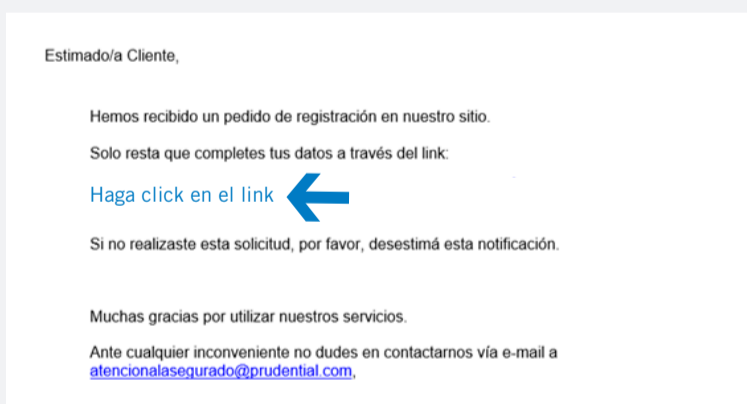 Estimado/a Cliente,
Hemos recibido un pedido de registración en nuestro sitio.
Solo resta que completes tus datos a través del link:
Haga click en el link
Si no realizaste esta solicitud, por favor, desestimá esta notificación.
Muchas gracias por utilizar nuestros servicios.
Ante cualquier inconveniente no dudes en contactarnos vía e-mail a
atencionalasegurado@prudential.com,